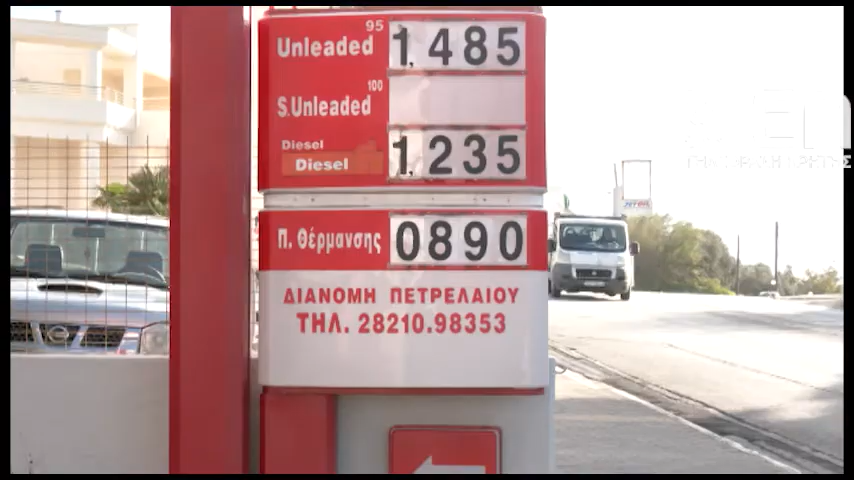 Unleaded 95 1,485
S.Unleaded 100
Diesel
Diesel 1,235
Π. Θέρμανσης 0890
ΔΙΑΝΟΜΗ ΠΕΤΡΕΛΑΙΟΥ
ΤΗΛ. 28210.98353